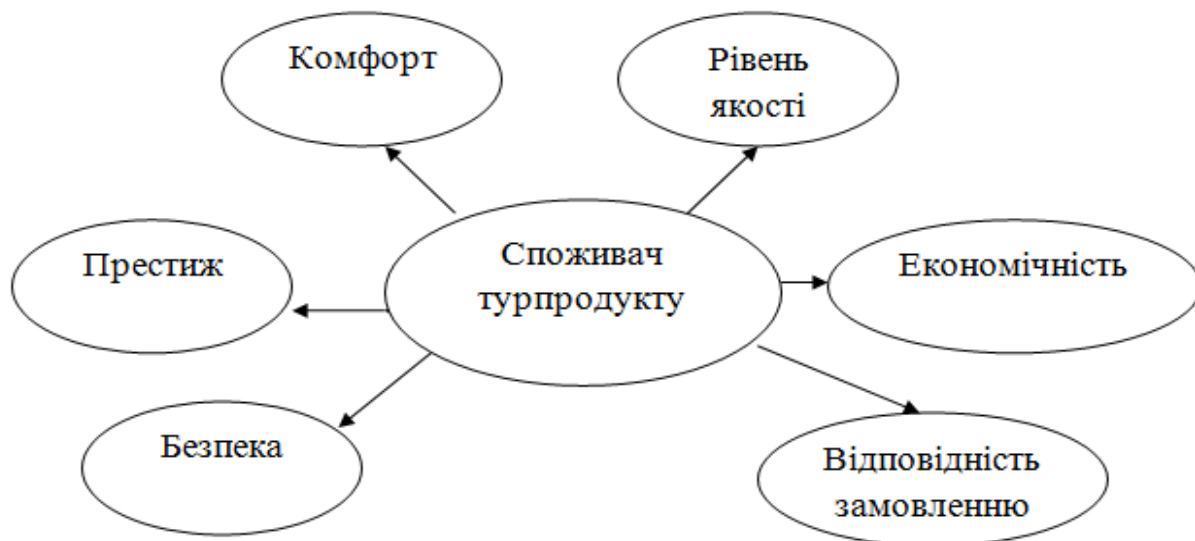 Комфорт
Рівень
якості
Престиж
Споживач
турпродукту
Економічність
Безпека
Відповідність
замовленню